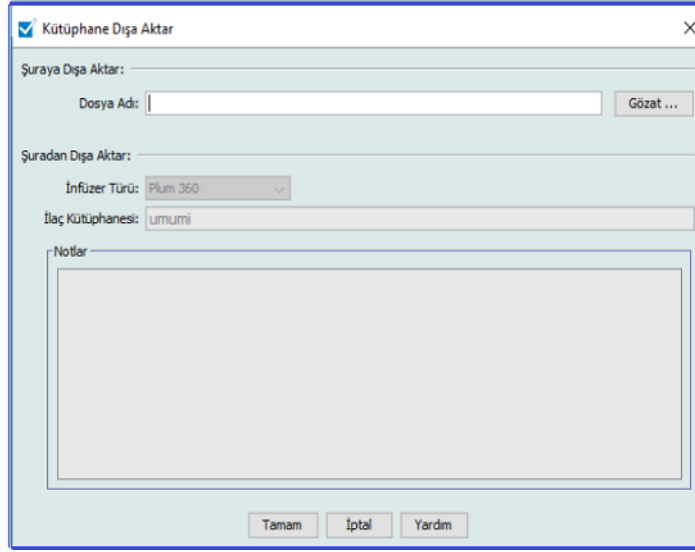 Kütüphane Dışa Aktar
Şuraya Dışa Aktar:
Dosya Adı:
Gözat ...
Şuradan Dışa Aktar:
İnfüzer Türü: Plum 360
İlaç Kütüphanesi: umumi
Notlar
Tamam İptal Yardım